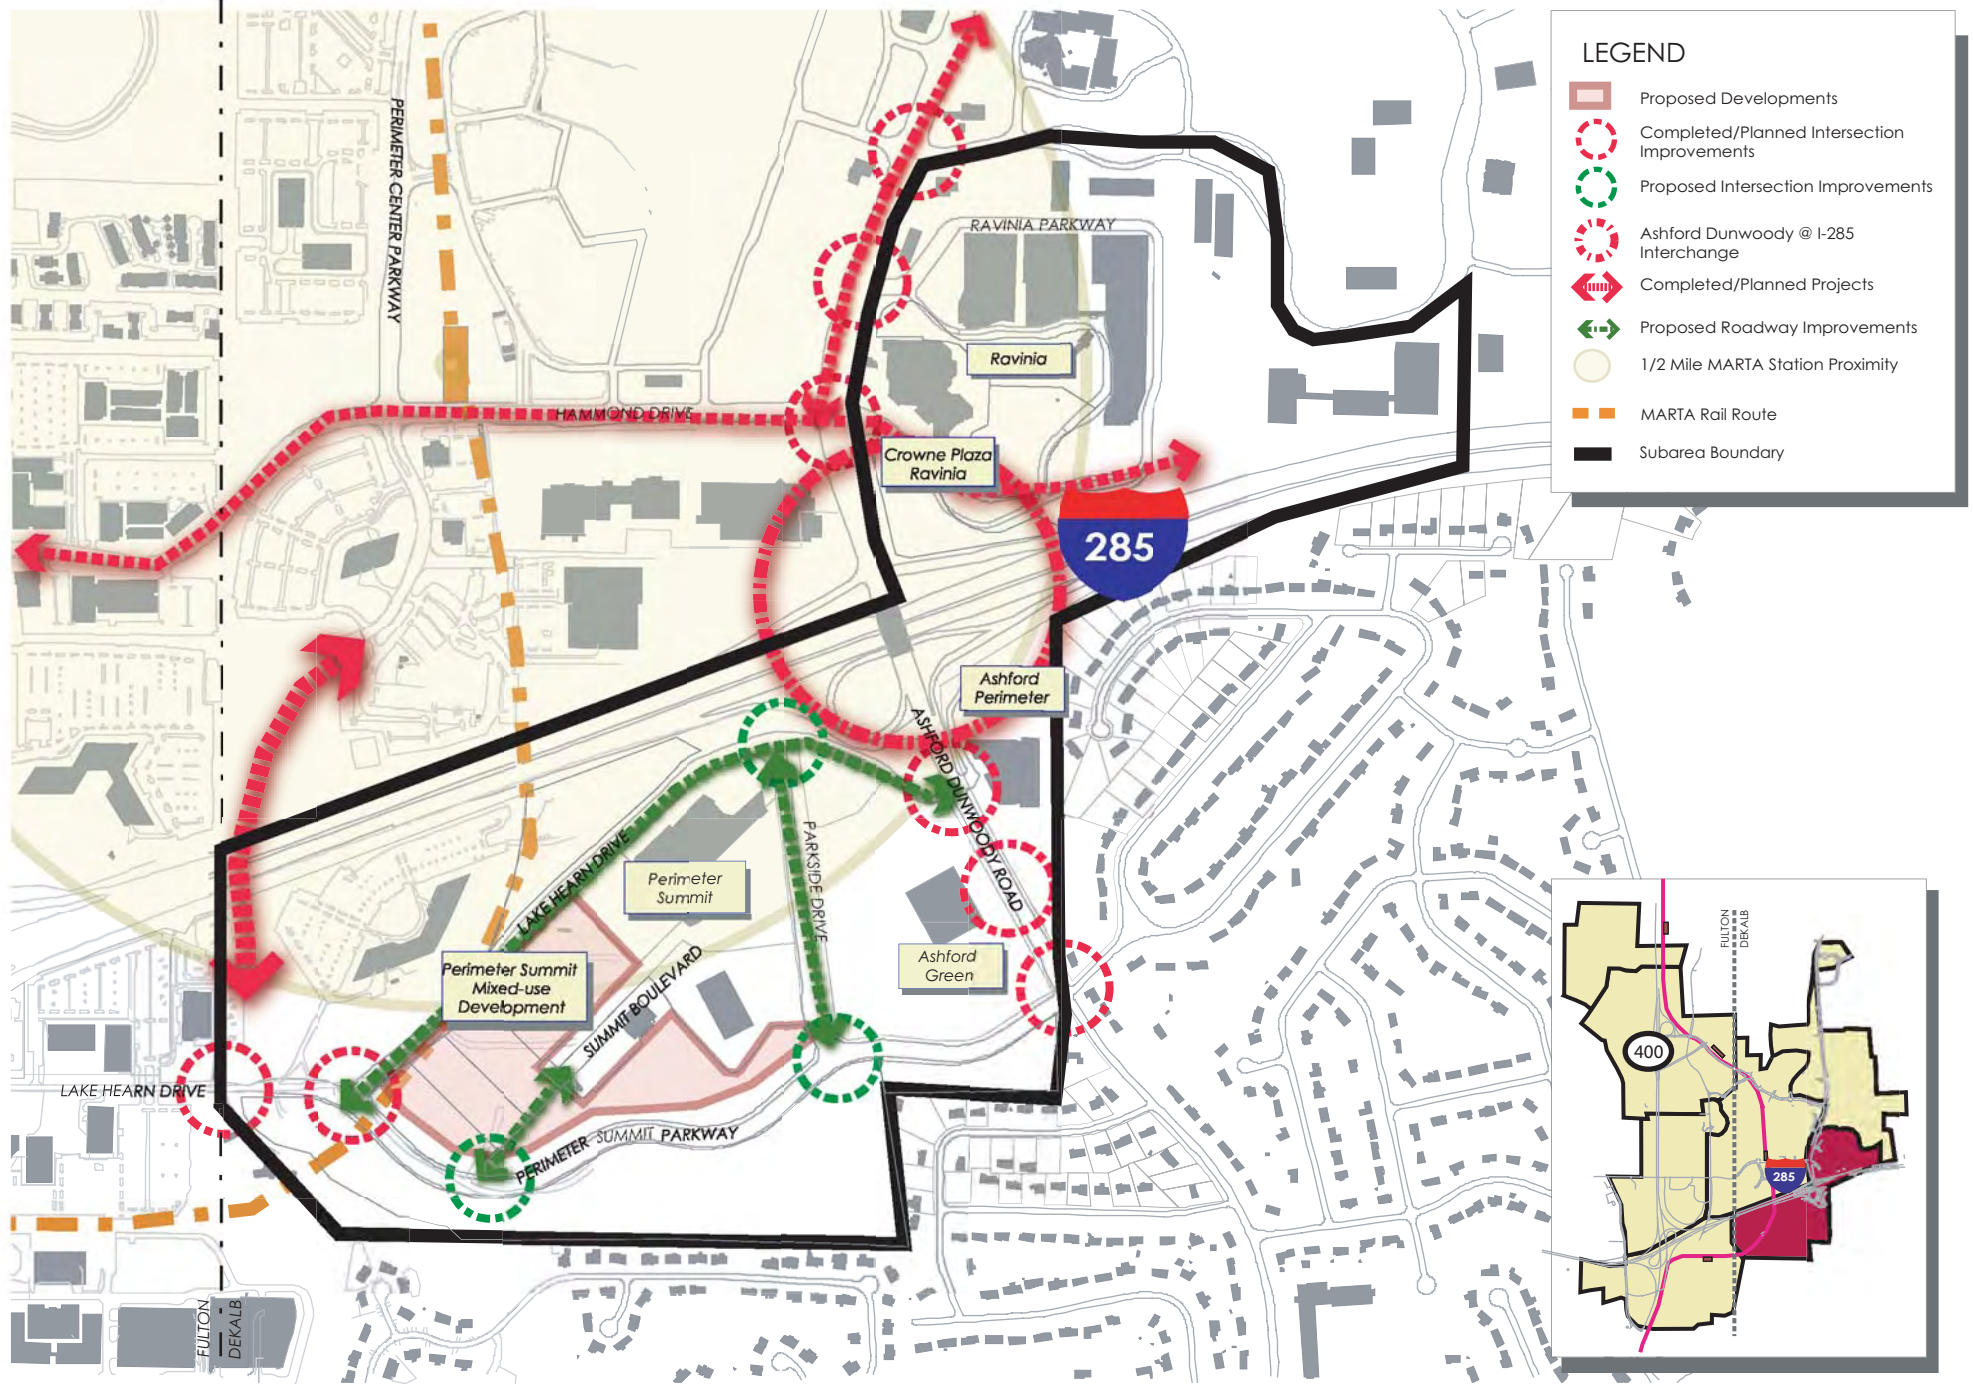 LEGEND
Proposed Developments
Completed/Planned Intersection
Improvements
Proposed Intersection Improvements
Ashford Dunwoody @ I-285
Interchange
Completed/Planned Projects
Proposed Roadway Improvements
1/2 Mile MARTA Station Proximity
MARTA Rail Route
Subarea Boundary
PERIMETER CENTER PARKWAY
RAVINIA PARKWAY
Ravinia
HAMMOND DRIVE
Crowne Plaza
Ravinia
285
Ashford
Perimeter
ASHFORD DUNWOODY ROAD
PARKSIDE DRIVE
LAKE HEARN DRIVE
Perimeter
Summit
Ashford
Green
Perimeter Summit
Mixed-use
Development
SUMMIT BOULEVARD
LAKE HEARN DRIVE
PERIMETER SUMMIT PARKWAY
FULTON
DEKALB
FULTON
DEKALB
400
285